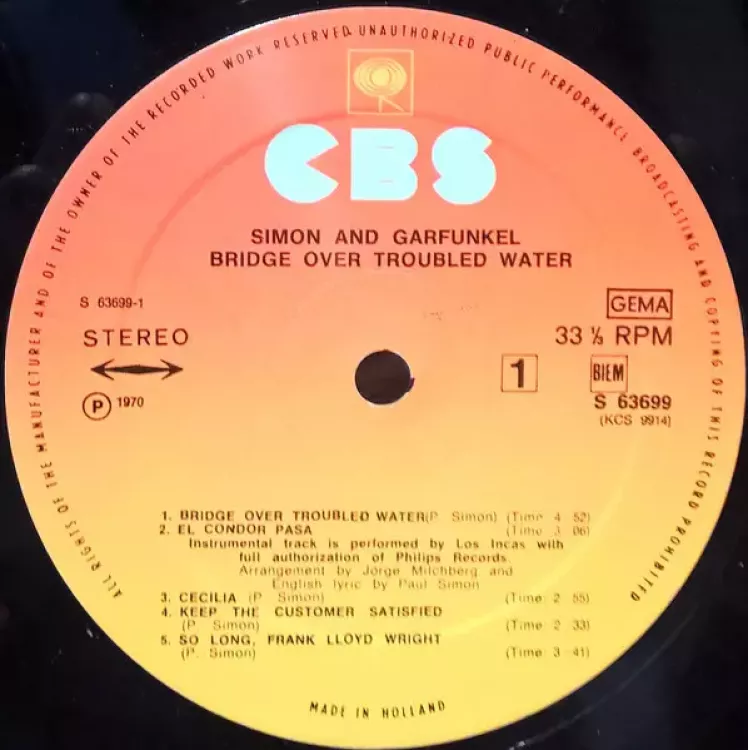 ALL RIGHTS OF THE MANUFACTURER AND OF THE OWNER OF THE RECORDED WORK RESERVED. UNAUTHORIZED PUBLIC PERFORMANCE BROADCASTING AND COPYING OF THIS RECORD PROHIBITED
CBS
SIMON AND GARFUNKEL
BRIDGE OVER TROUBLED WATER
S 63699-1
GEMA
STEREO
33 ⅓ RPM
1
BIEM
S 63699
Ⓟ 1970
(KCS 9914)
1. BRIDGE OVER TROUBLED WATER (P. Simon) (Time 4 52)
2. EL CONDOR PASA (Time 3 06)
Instrumental track is performed by Los Incas with
full authorization of Philips Records.
Arrangement by Jorge Milchberg and
English lyric by Paul Simon
3. CECILIA (P. Simon) (Time 2 55)
4. KEEP THE CUSTOMER SATISFIED
(P. Simon) (Time 2 33)
5. SO LONG, FRANK LLOYD WRIGHT
(P. Simon) (Time 3 41)
MADE IN HOLLAND